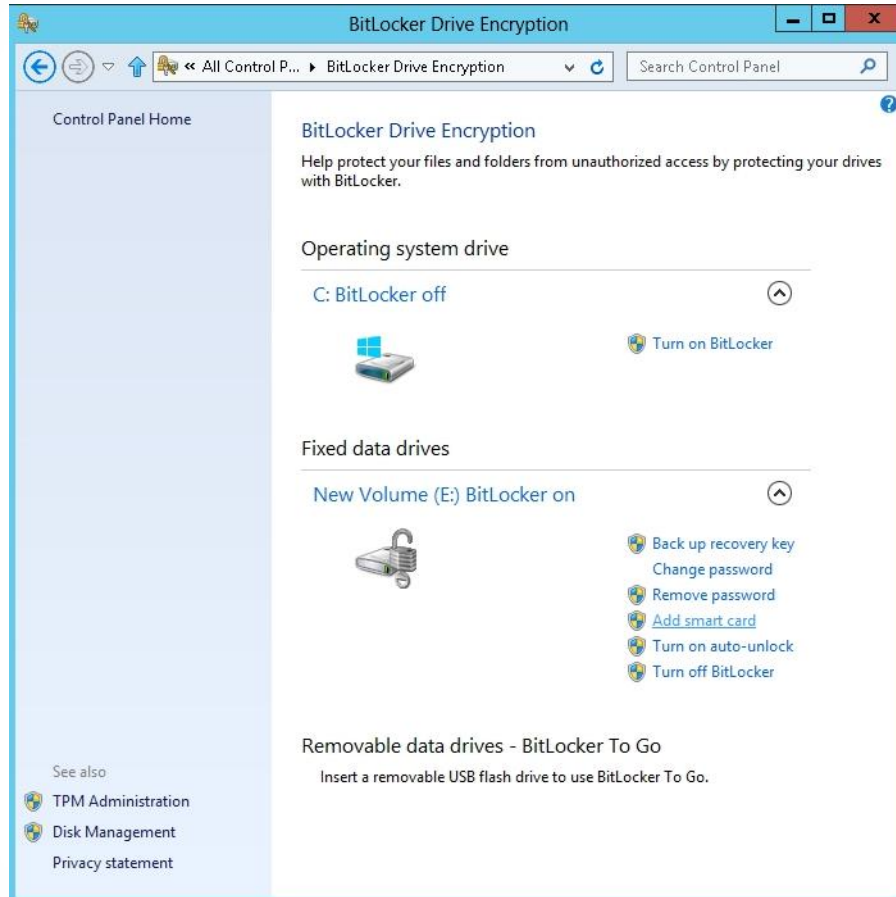 BitLocker Drive Encryption
« All Control P... ▸ BitLocker Drive Encryption
Search Control Panel
Control Panel Home
BitLocker Drive Encryption
Help protect your files and folders from unauthorized access by protecting your drives
with BitLocker.
Operating system drive
C: BitLocker off
Turn on BitLocker
Fixed data drives
New Volume (E:) BitLocker on
Back up recovery key
Change password
Remove password
Add smart card
Turn on auto-unlock
Turn off BitLocker
Removable data drives - BitLocker To Go
Insert a removable USB flash drive to use BitLocker To Go.
See also
TPM Administration
Disk Management
Privacy statement